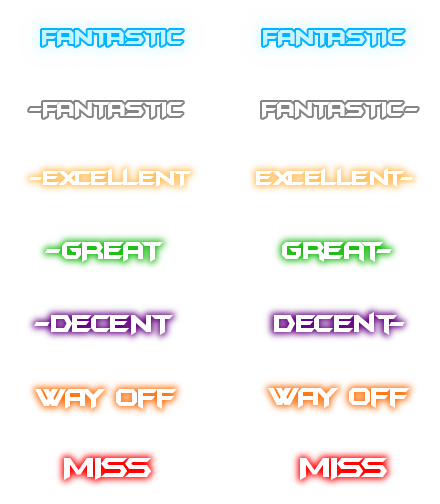 FANTASTIC FANTASTIC
-FANTASTIC FANTASTIC-
-EXCELLENT EXCELLENT-
-GREAT GREAT-
-DECENT DECENT-
WAY OFF WAY OFF
MISS MISS